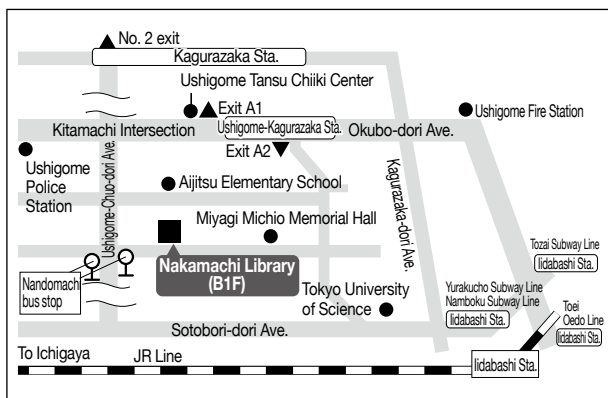 No. 2 exit
Kagurazaka Sta.
Ushigome Tansu Chiiki Center
Exit A1
Ushigome Fire Station
Kitamachi Intersection
Ushigome-Kagurazaka Sta.
Okubo-dori Ave.
Exit A2
Ushigome
Police
Station
Ushigome-Chuo-dori Ave.
Aijitsu Elementary School
Kagurazaka-dori Ave.
Miyagi Michio Memorial Hall
Nakamachi Library
(B1F)
Nandomachi
bus stop
Tokyo University
of Science
Tozai Subway Line
Iidabashi Sta.
Yurakucho Subway Line
Namboku Subway Line
Iidabashi Sta.
Toei
Oedo Line
Iidabashi Sta.
Sotobori-dori Ave.
To Ichigaya
JR Line
Iidabashi Sta.